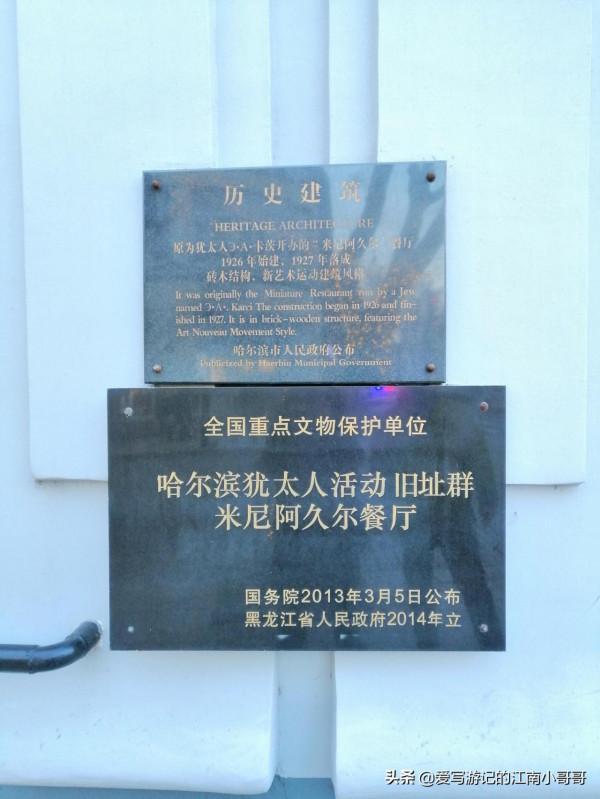 历史建筑
HERITAGE ARCHITECTURE
原为犹太人Э·А·卡茨开办的“米尼阿久尔”餐厅
1926年始建，1927年落成
砖木结构、新艺术运动建筑风格
It was originally the Miniature Restaurant run by a Jew
named Э·А·. Karci The construction began in 1926 and fin-
ished in 1927. It is in brick-wooden structure, featuring the
Art Nouveau Movement Style.
哈尔滨市人民政府公布
Publicized by Haerbin Municipal Government
全国重点文物保护单位
哈尔滨犹太人活动旧址群
米尼阿久尔餐厅
国务院2013年3月5日公布
黑龙江省人民政府2014年立
头条 @爱写游记的江南小哥哥